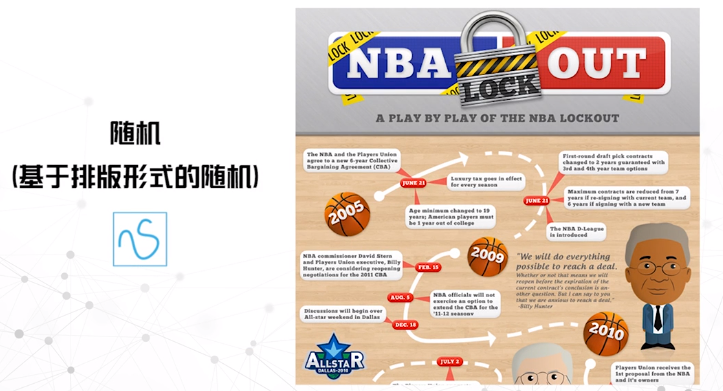 随机
(基于排版形式的随机)
LOCK LOCK
LOCK
NBA LOCK OUT
A PLAY BY PLAY OF THE NBA LOCKOUT
The NBA and the Players Union
agree to a new 6-year Collective
Bargaining Agreement (CBA)
JUNE 21
Luxury tax goes in effect
for every season
Age minimum changed to 19
years; American players must
be 1 year out of college
2005
First-round draft pick contracts
changed to 2 years guaranteed with
3rd and 4th year team options
JUNE 21
Maximum contracts are reduced from 7
years if re-signing with current team, and
6 years if signing with a new team
The NBA D-League
is introduced
2009
NBA commissioner David Stern
and Players Union executive, Billy
Hunter, are considering reopening
negotiations for the 2011 CBA
FEB. 15
AUG. 5
NBA officials will not
exercise an option to
extend the CBA for the
'11-12 seasons
Discussions will begin over
All-star weekend in Dallas
DEC. 18
"We will do everything
possible to reach a deal.
Whether or not that means we will
reopen before the expiration of the
current contract's conclusion is an-
other question. But I can say to you
that we are anxious to reach a deal."
-Billy Hunter
2010
ALLSTAR
DALLAS-2010
JULY 2
Players Union receives the
1st proposal from the NBA
and it's owners